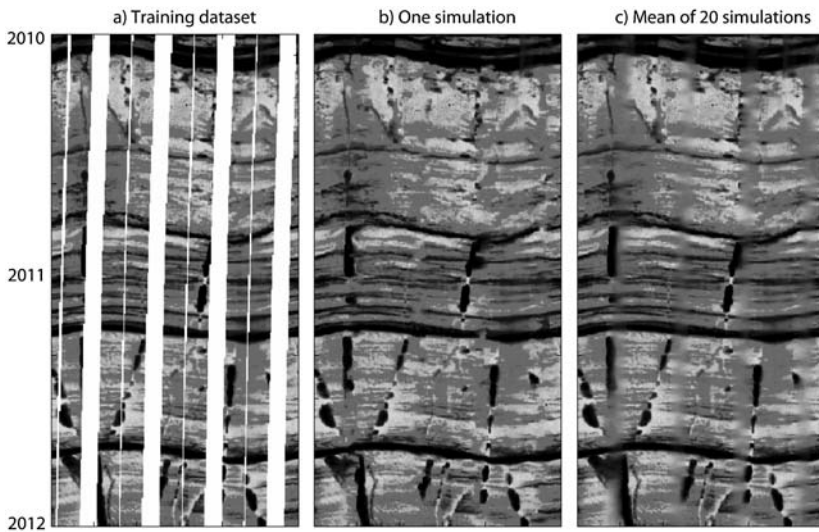 a) Training dataset
b) One simulation
c) Mean of 20 simulations
2010
2011
2012